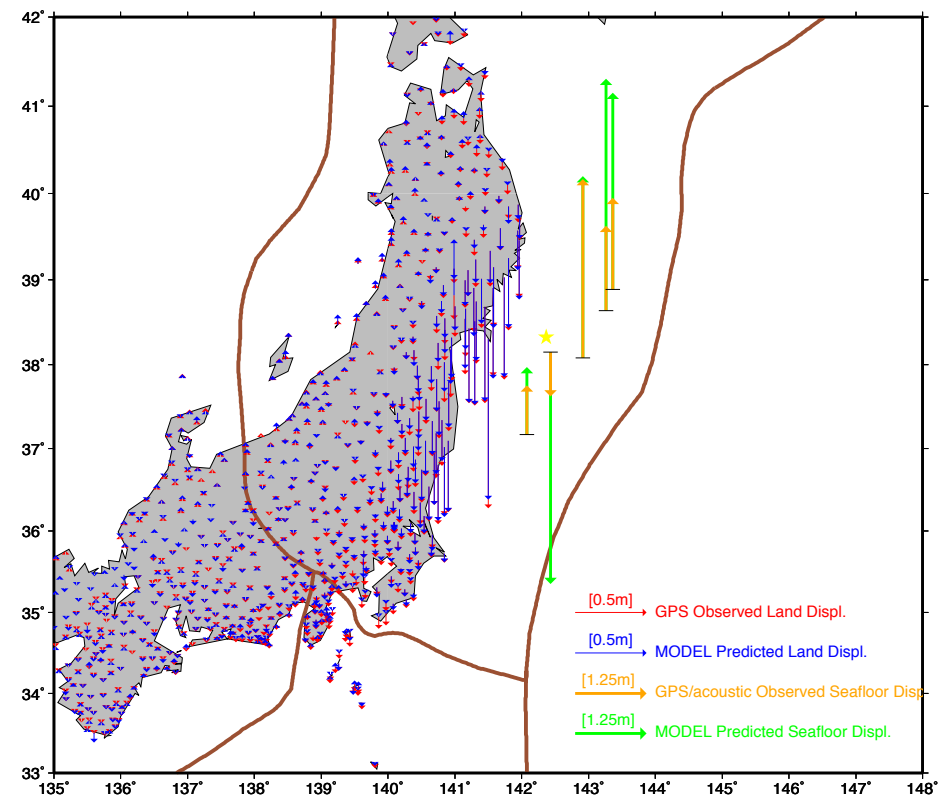 42°
41°
40°
39°
38°
37°
36°
35°
34°
33°
[0.5m]
GPS Observed Land Displ.
[0.5m]
MODEL Predicted Land Displ.
[1.25m]
GPS/acoustic Observed Seafloor Disp
[1.25m]
MODEL Predicted Seafloor Displ.
135° 136° 137° 138° 139° 140° 141° 142° 143° 144° 145° 146° 147° 148°